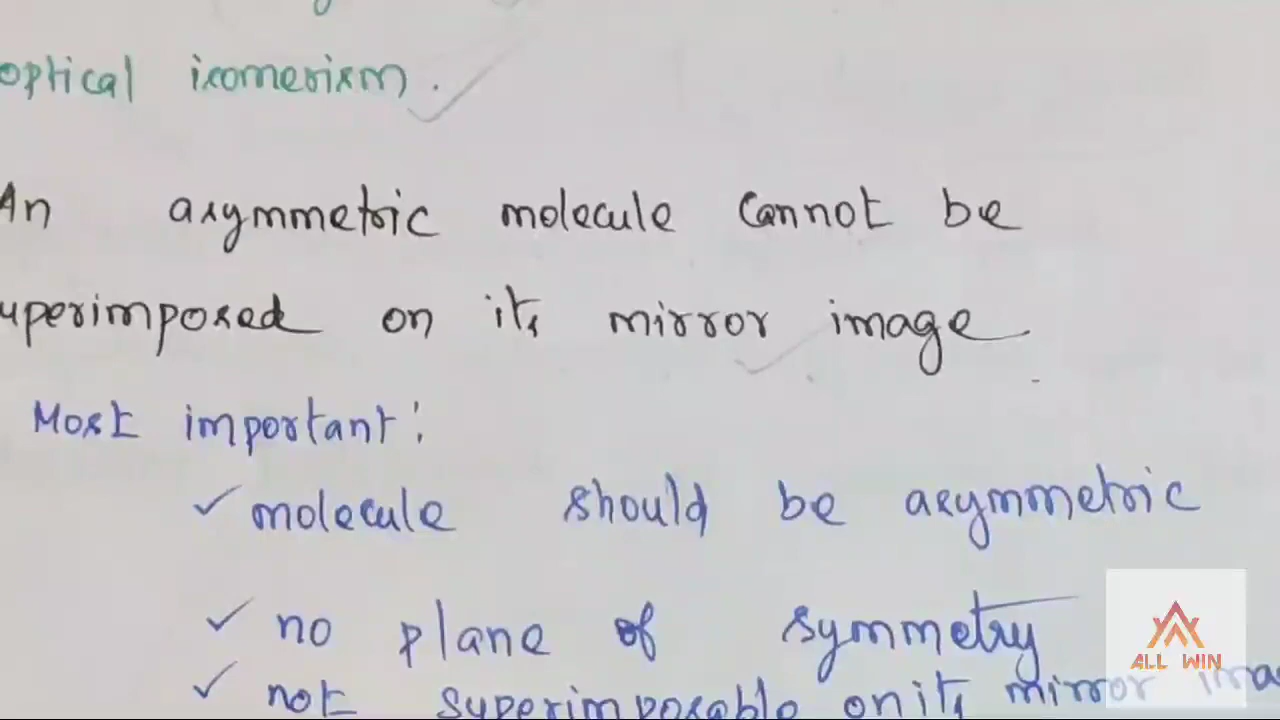 optical isomerism.
An asymmetric molecule cannot be
uperimposed on its mirror image
Most important:
✓ molecule should be asymmetric
✓ no plane of symmetry
✓ not superimposable on its mirror ima
ALL WIN